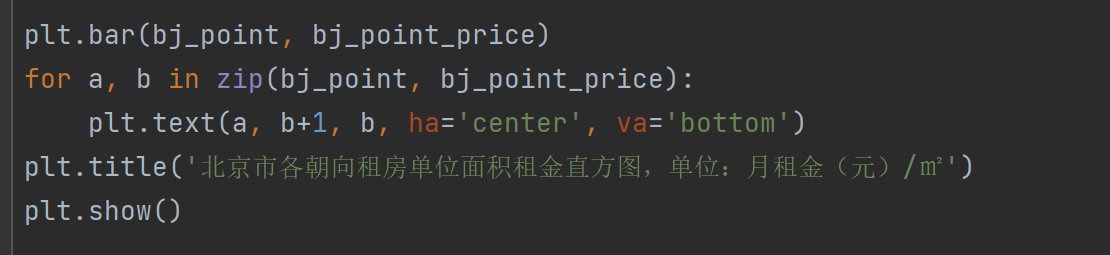 plt.bar(bj_point, bj_point_price)
for a, b in zip(bj_point, bj_point_price):
    plt.text(a, b+1, b, ha='center', va='bottom')
plt.title('北京市各朝向租房单位面积租金直方图，单位：月租金（元）/㎡')
plt.show()